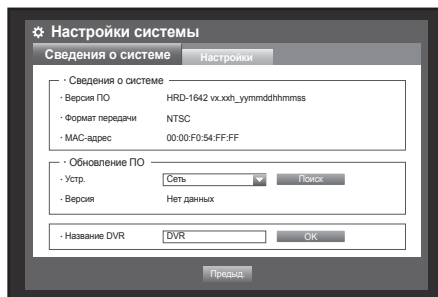 Настройки системы
Сведения о системе Настройки
· Сведения о системе
· Версия ПО HRD-1642 vx.xxh_yymmddhhmmss
· Формат передачи NTSC
· MAC-адрес 00:00:F0:54:FF:FF
· Обновление ПО
· Устр. Сеть Поиск
· Версия Нет данных
· Название DVR DVR OK
Предыд.